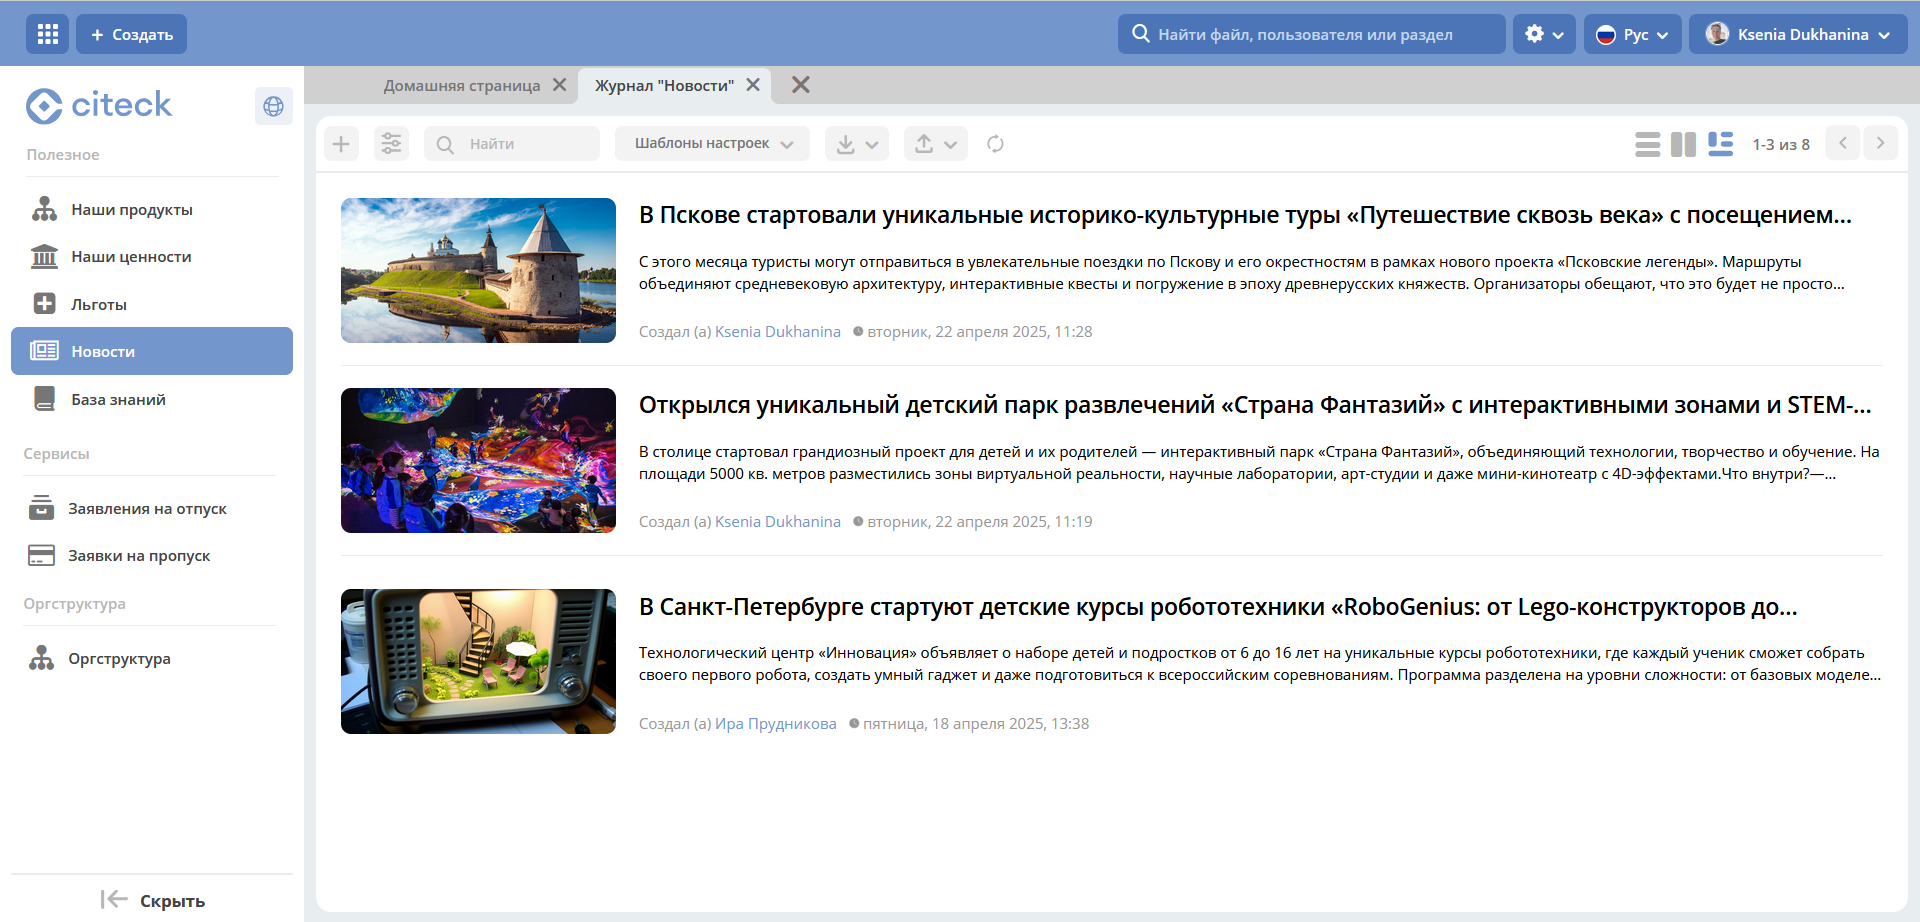 + Создать
Найти файл, пользователя или раздел
Рус
Ksenia Dukhanina
citeck
Полезное
Наши продукты
Наши ценности
Льготы
Новости
База знаний
Сервисы
Заявления на отпуск
Заявки на пропуск
Оргструктура
Оргструктура
Скрыть
Домашняя страница
Журнал "Новости"
Найти
Шаблоны настроек
1-3 из 8
В Пскове стартовали уникальные историко-культурные туры «Путешествие сквозь века» с посещением...
С этого месяца туристы могут отправиться в увлекательные поездки по Пскову и его окрестностям в рамках нового проекта «Псковские легенды». Маршруты
объединяют средневековую архитектуру, интерактивные квесты и погружение в эпоху древнерусских княжеств. Организаторы обещают, что это будет не просто...
Создал (а) Ksenia Dukhanina вторник, 22 апреля 2025, 11:28
Открылся уникальный детский парк развлечений «Страна Фантазий» с интерактивными зонами и STEM-...
В столице стартовал грандиозный проект для детей и их родителей — интерактивный парк «Страна Фантазий», объединяющий технологии, творчество и обучение. На
площади 5000 кв. метров разместились зоны виртуальной реальности, научные лаборатории, арт-студии и даже мини-кинотеатр с 4D-эффектами.Что внутри?—...
Создал (а) Ksenia Dukhanina вторник, 22 апреля 2025, 11:19
В Санкт-Петербурге стартуют детские курсы робототехники «RoboGenius: от Lego-конструкторов до...
Технологический центр «Инновация» объявляет о наборе детей и подростков от 6 до 16 лет на уникальные курсы робототехники, где каждый ученик сможет собрать
своего первого робота, создать умный гаджет и даже подготовиться к всероссийским соревнованиям. Программа разделена на уровни сложности: от базовых моделе...
Создал (а) Ира Прудникова пятница, 18 апреля 2025, 13:38